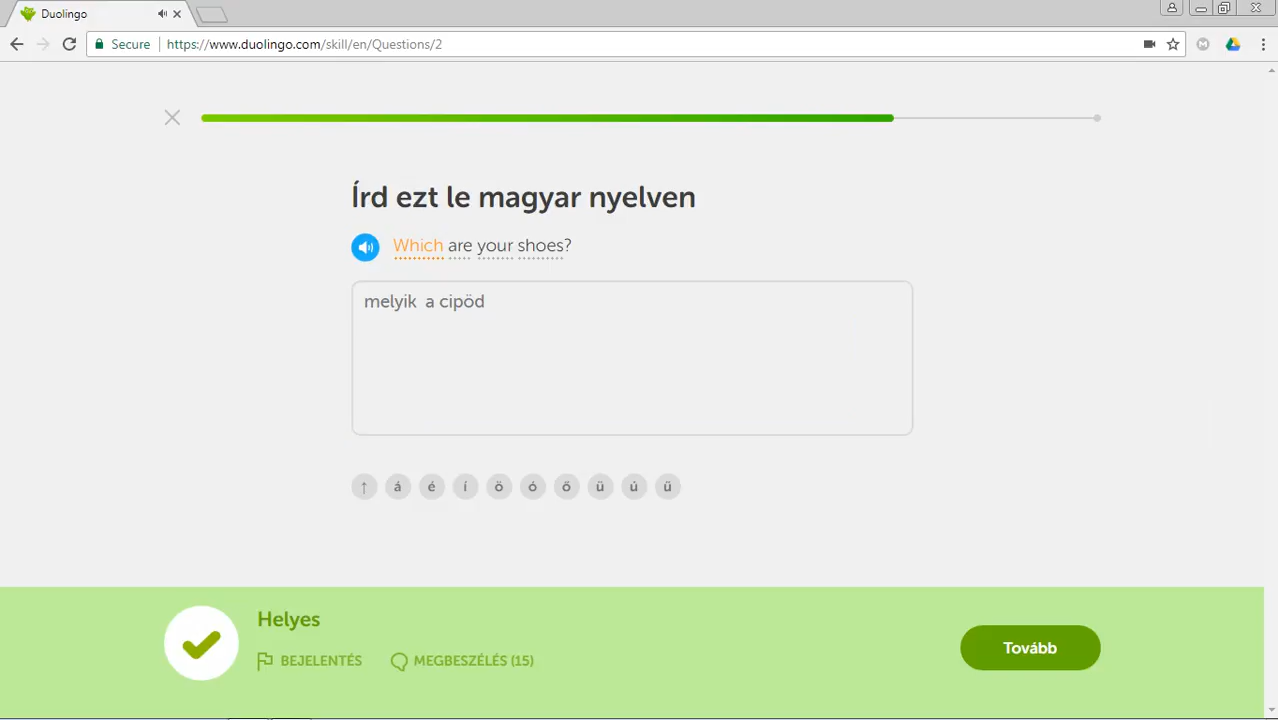 Duolingo
Secure https://www.duolingo.com/skill/en/Questions/2
Írd ezt le magyar nyelven
Which are your shoes?
melyik  a cipöd
↑ á é í ö ó ő ü ú ü
Helyes
BEJELENTÉS MEGBESZÉLÉS (15)
Tovább